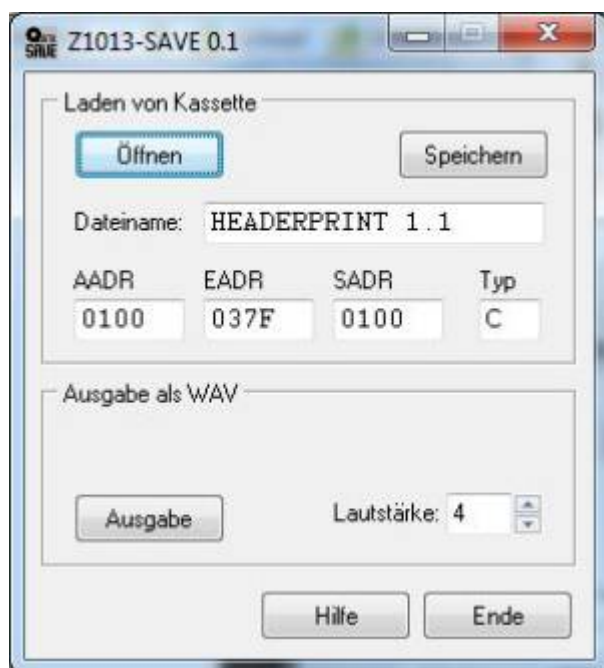 Z1013-SAVE 0.1
Laden von Kassette
Öffnen Speichern
Dateiname: HEADERPRINT 1.1
AADR EADR SADR Typ
0100 037F 0100 C
Ausgabe als WAV
Ausgabe Lautstärke: 4
Hilfe Ende